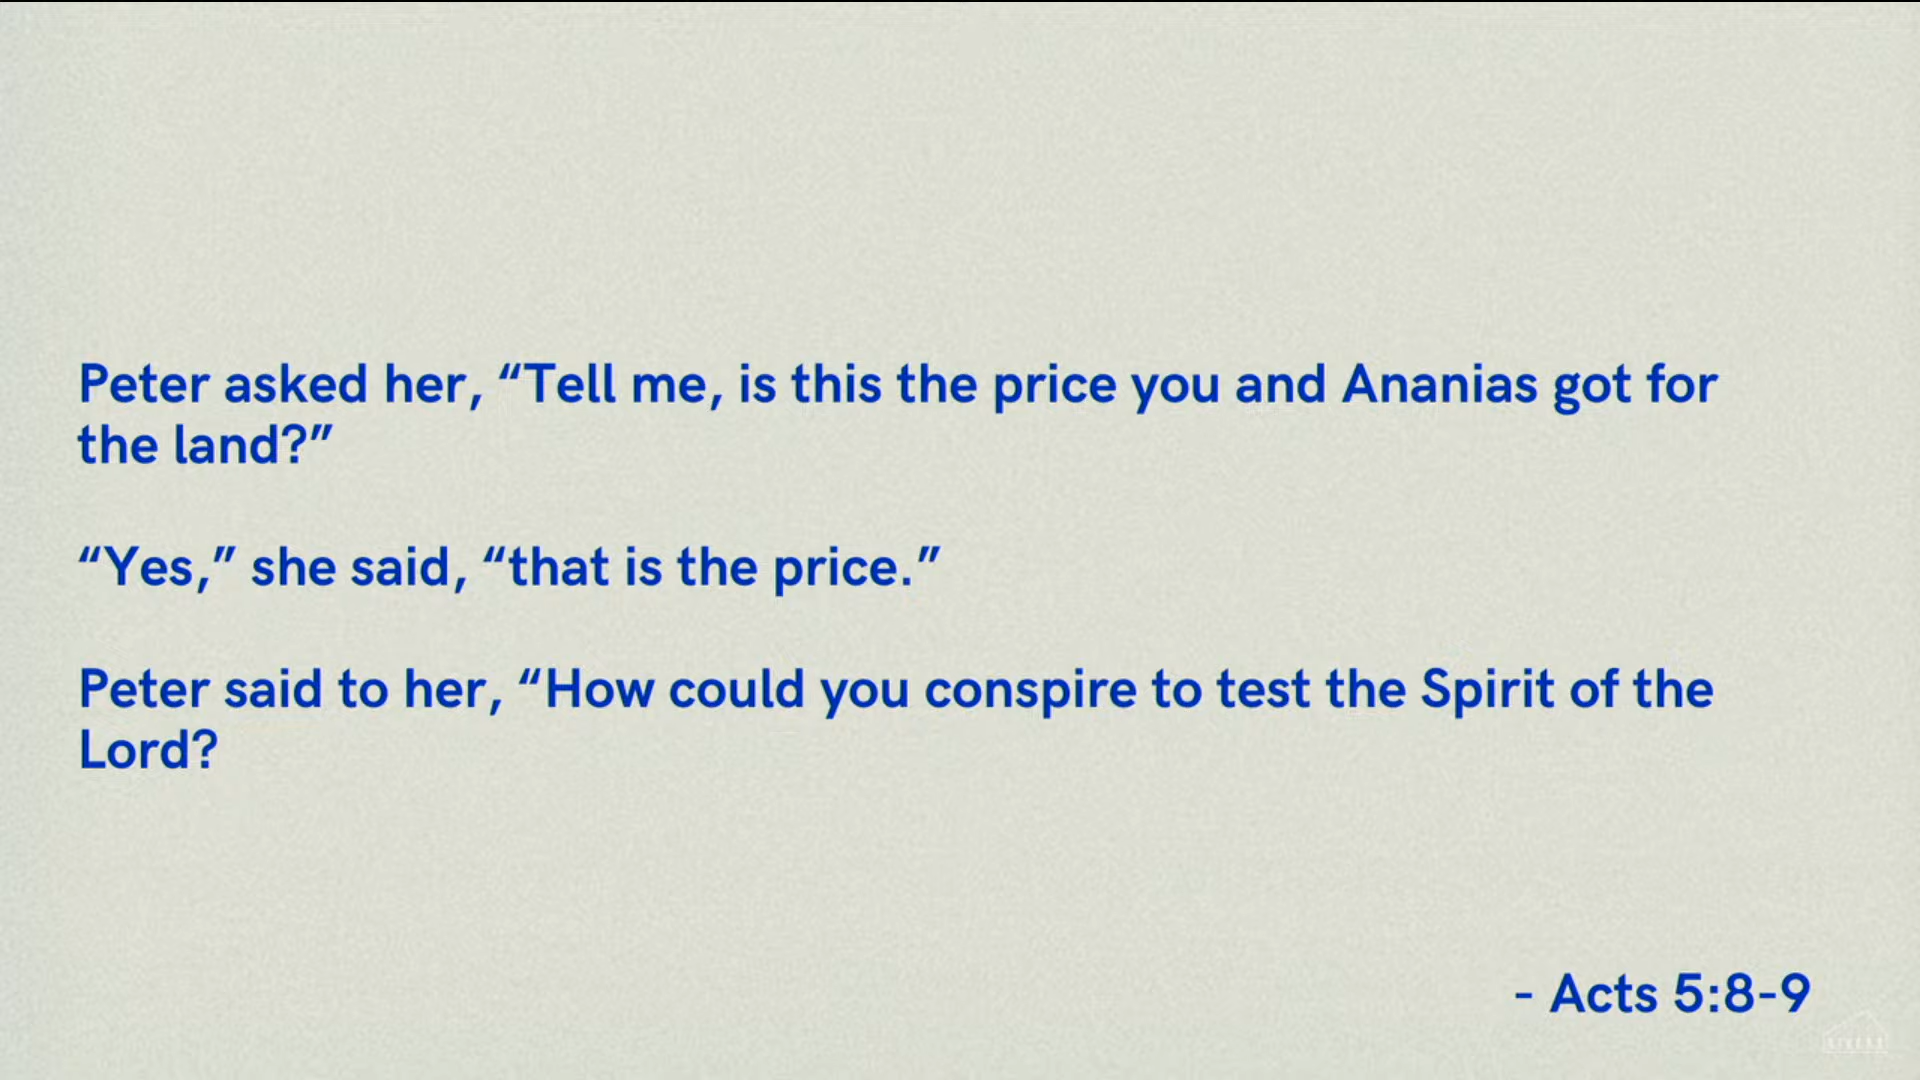 Peter asked her, “Tell me, is this the price you and Ananias got for
the land?”
“Yes,” she said, “that is the price.”
Peter said to her, “How could you conspire to test the Spirit of the
Lord?
- Acts 5:8-9